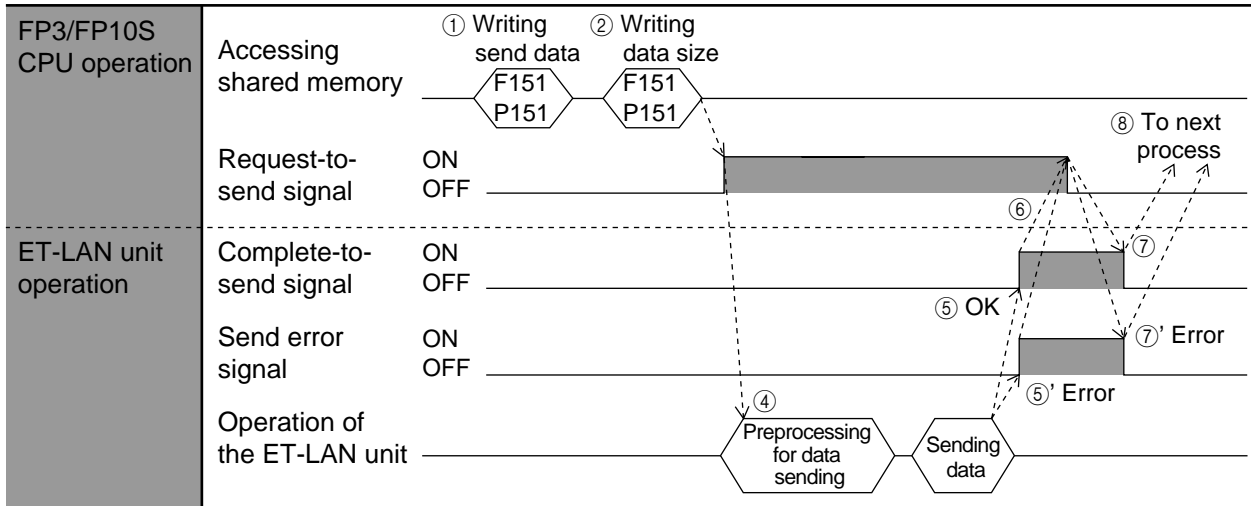 FP3/FP10S
CPU operation
Accessing
shared memory
① Writing
send data
② Writing
data size
F151
P151
F151
P151
⑧ To next
process
Request-to-
send signal
ON
OFF
⑥
ET-LAN unit
operation
Complete-to-
send signal
ON
OFF
⑦
⑤ OK
Send error
signal
ON
OFF
⑦’ Error
⑤’ Error
Operation of
the ET-LAN unit
④
Preprocessing
for data
sending
Sending
data